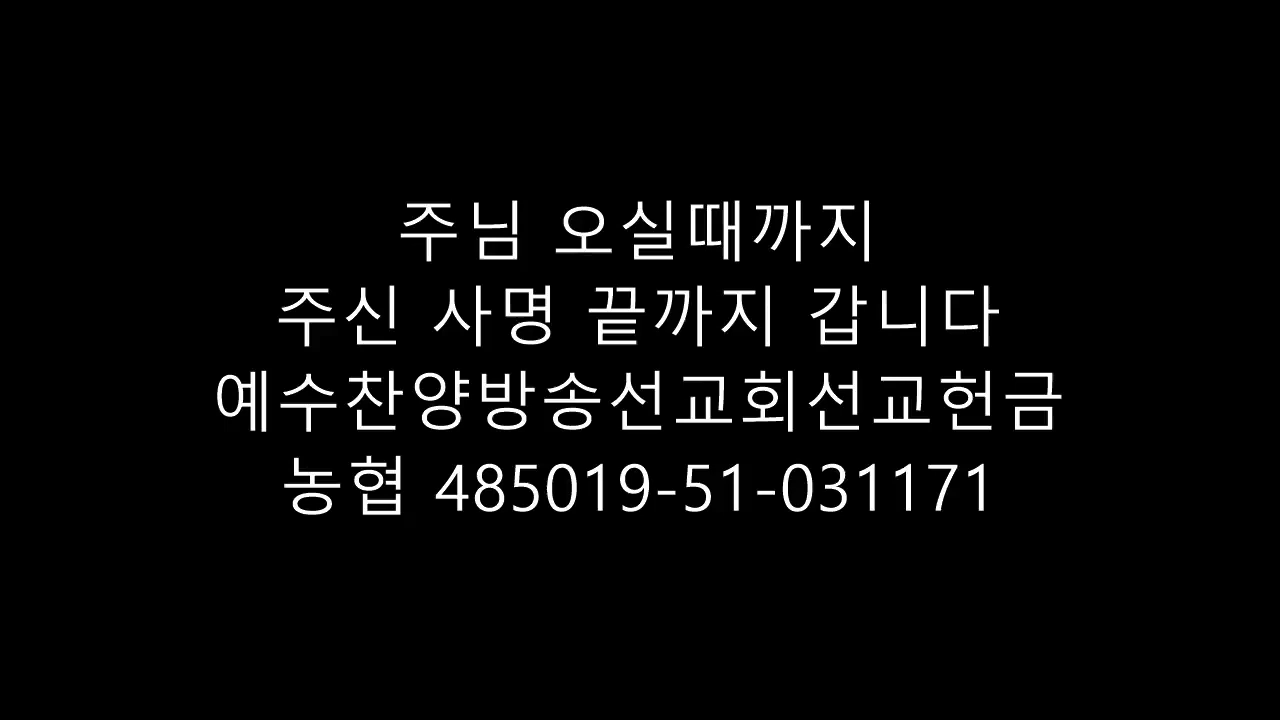 주님 오실때까지
주신 사명 끝까지 갑니다
예수찬양방송선교회선교헌금
농협 485019-51-031171